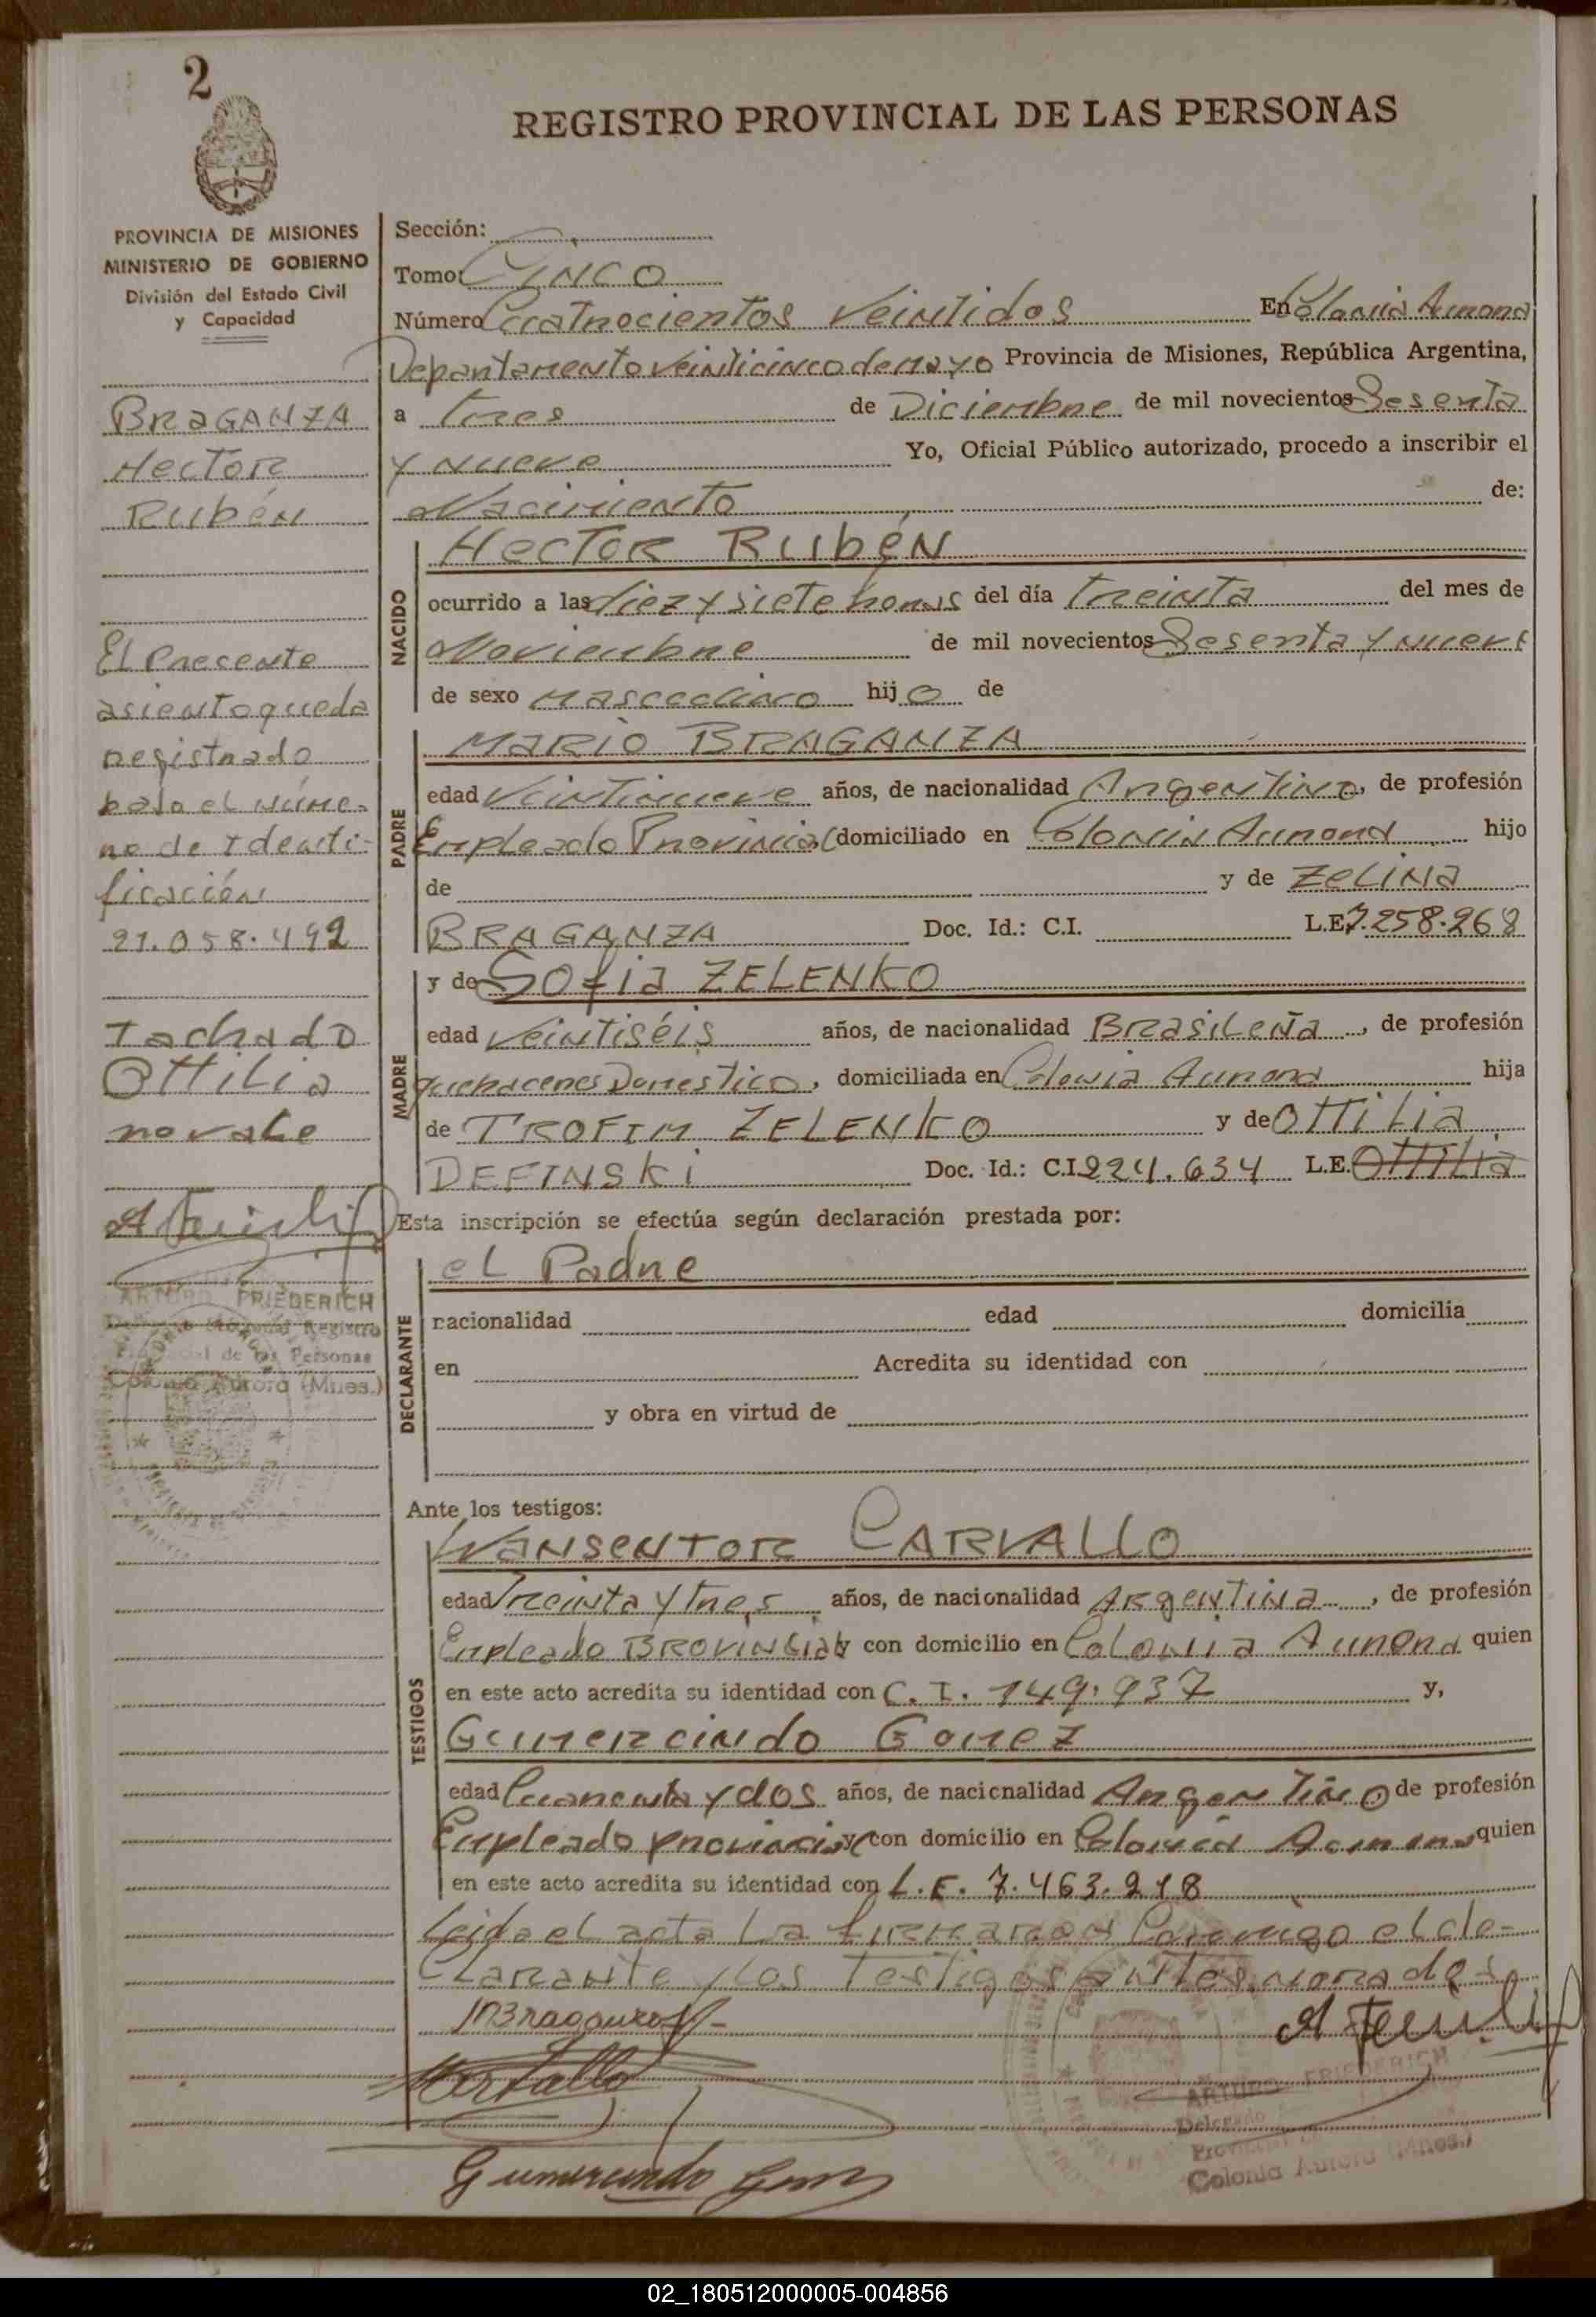 2
REGISTRO PROVINCIAL DE LAS PERSONAS
PROVINCIA DE MISIONES
MINISTERIO DE GOBIERNO
División del Estado Civil
y Capacidad
BRAGANZA
Hector
Rubén
El Precente
asiento queda
registrado
bajo el núme-
ro de Identi-
ficación
21.058.492
Tachado
Ottilia
no vale
ARTURO FRIEDERICH
Registro
de las Personas
Colonia Aurora (Mnes.)
Sección:
Tomo: CINCO
Número Cuatrocientos Veintidos En Colonia Aurora
Departamento Veinticinco de Mayo Provincia de Misiones, República Argentina,
a tres de Diciembre de mil novecientos Sesenta
y nueve Yo, Oficial Público autorizado, procedo a inscribir el
Nacimiento de:
NACIDO
Hector Rubén
ocurrido a las diez y siete horas del día treinta del mes de
Noviembre de mil novecientos Sesenta y nueve
de sexo masculino hijo de
PADRE
MARIO BRAGANZA
edad Veintinueve años, de nacionalidad Argentino, de profesión
Empleado Provincial domiciliado en Colonia Aurora hijo
de y de Zelina
BRAGANZA Doc. Id.: C.I. L.E. 7.258.268
MADRE
y de Sofia ZELENKO
edad Veintiséis años, de nacionalidad Brasileña, de profesión
quehaceres Domestico, domiciliada en Colonia Aurora hija
de TROFIM ZELENKO y de Ottilia
DEFINSKI Doc. Id.: C.I. 224.634 L.E. Ottilia
Esta inscripción se efectúa según declaración prestada por:
DECLARANTE
el Padre
nacionalidad edad domicilia
en Acredita su identidad con
y obra en virtud de
Ante los testigos:
TESTIGOS
Wansentor CARVALLO
edad Treinta y tres años, de nacionalidad Argentina, de profesión
Empleado BROVINCIAL y con domicilio en Colonia Aurora quien
en este acto acredita su identidad con C.I. 149.937 y,
Gumercindo Gomez
edad Cuarenta y dos años, de nacionalidad Argentino de profesión
Empleado provincial y con domicilio en Colonia Aurora quien
en este acto acredita su identidad con L.E. 7.463.218
Leida el acta La firmaron Conmigo el de-
clarante y los Testigos antes nonados
MBraganza
Carvallo
Gumercindo Gomez
ARTURO FRIEDERICH
Delegado
Colonia Aurora (Mnes.)
02_180512000005-004856